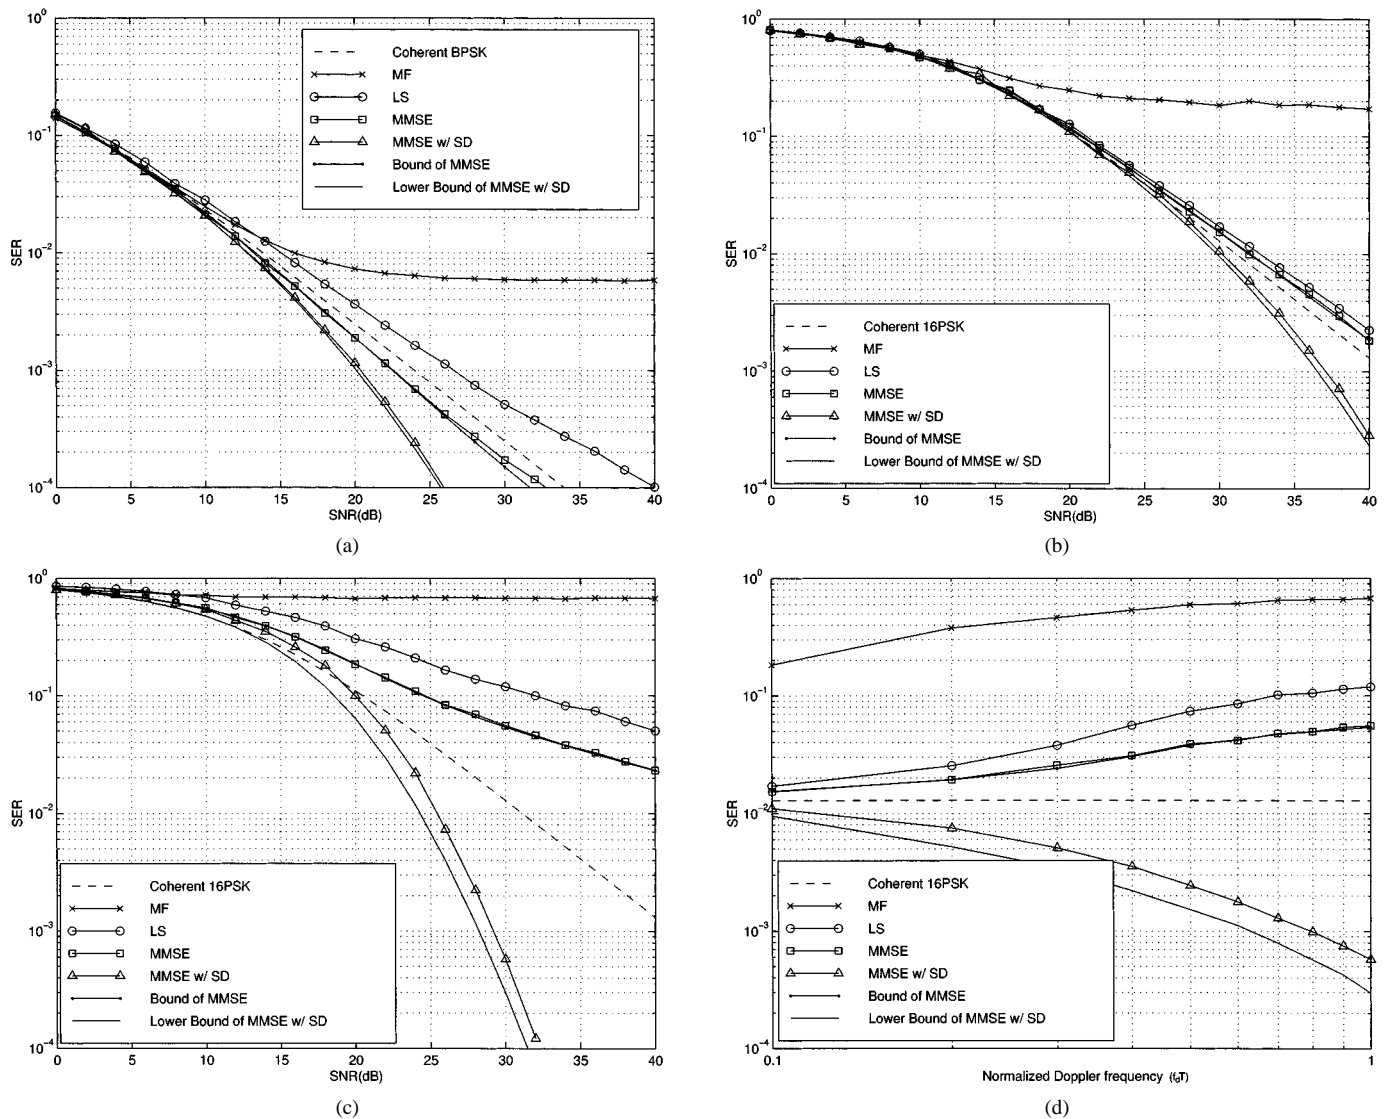 10^0
10^-1
10^-2
10^-3
10^-4
SER
Coherent BPSK
MF
LS
MMSE
MMSE w/ SD
Bound of MMSE
Lower Bound of MMSE w/ SD
0 5 10 15 20 25 30 35 40
SNR(dB)
(a)
10^0
10^-1
10^-2
10^-3
10^-4
SER
Coherent 16PSK
MF
LS
MMSE
MMSE w/ SD
Bound of MMSE
Lower Bound of MMSE w/ SD
0 5 10 15 20 25 30 35 40
SNR(dB)
(b)
10^0
10^-1
10^-2
10^-3
10^-4
SER
Coherent 16PSK
MF
LS
MMSE
MMSE w/ SD
Bound of MMSE
Lower Bound of MMSE w/ SD
0 5 10 15 20 25 30 35 40
SNR(dB)
(c)
10^0
10^-1
10^-2
10^-3
10^-4
SER
Coherent 16PSK
MF
LS
MMSE
MMSE w/ SD
Bound of MMSE
Lower Bound of MMSE w/ SD
0.1 1
Normalized Doppler frequency (f_dT)
(d)